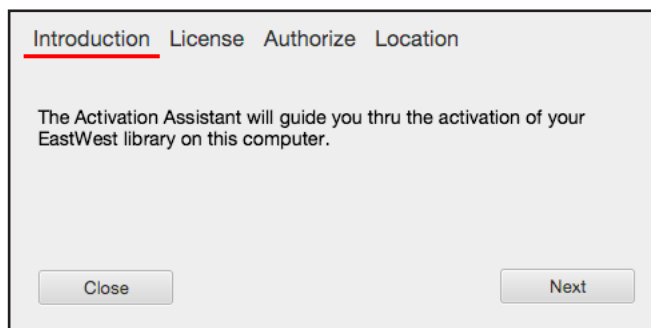 Introduction License Authorize Location
The Activation Assistant will guide you thru the activation of your
EastWest library on this computer.
Close Next